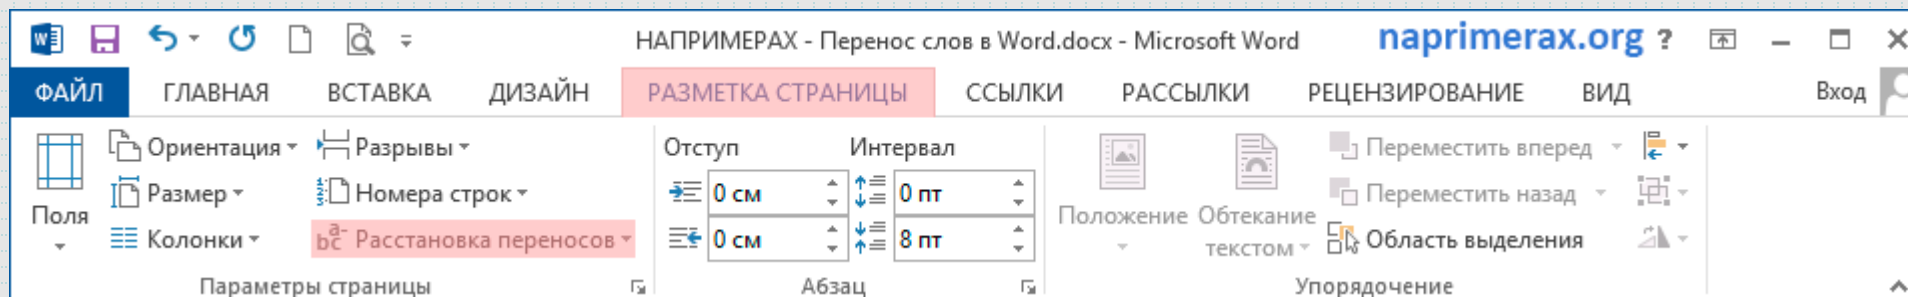 НАПРИМЕРАХ - Перенос слов в Word.docx - Microsoft Word naprimerax.org ?
ФАЙЛ ГЛАВНАЯ ВСТАВКА ДИЗАЙН РАЗМЕТКА СТРАНИЦЫ ССЫЛКИ РАССЫЛКИ РЕЦЕНЗИРОВАНИЕ ВИД Вход
Поля
Ориентация
Размер
Колонки
Разрывы
Номера строк
Расстановка переносов
Параметры страницы
Отступ Интервал
0 см 0 пт
0 см 8 пт
Абзац
Положение
Обтекание
текстом
Переместить вперед
Переместить назад
Область выделения
Упорядочение